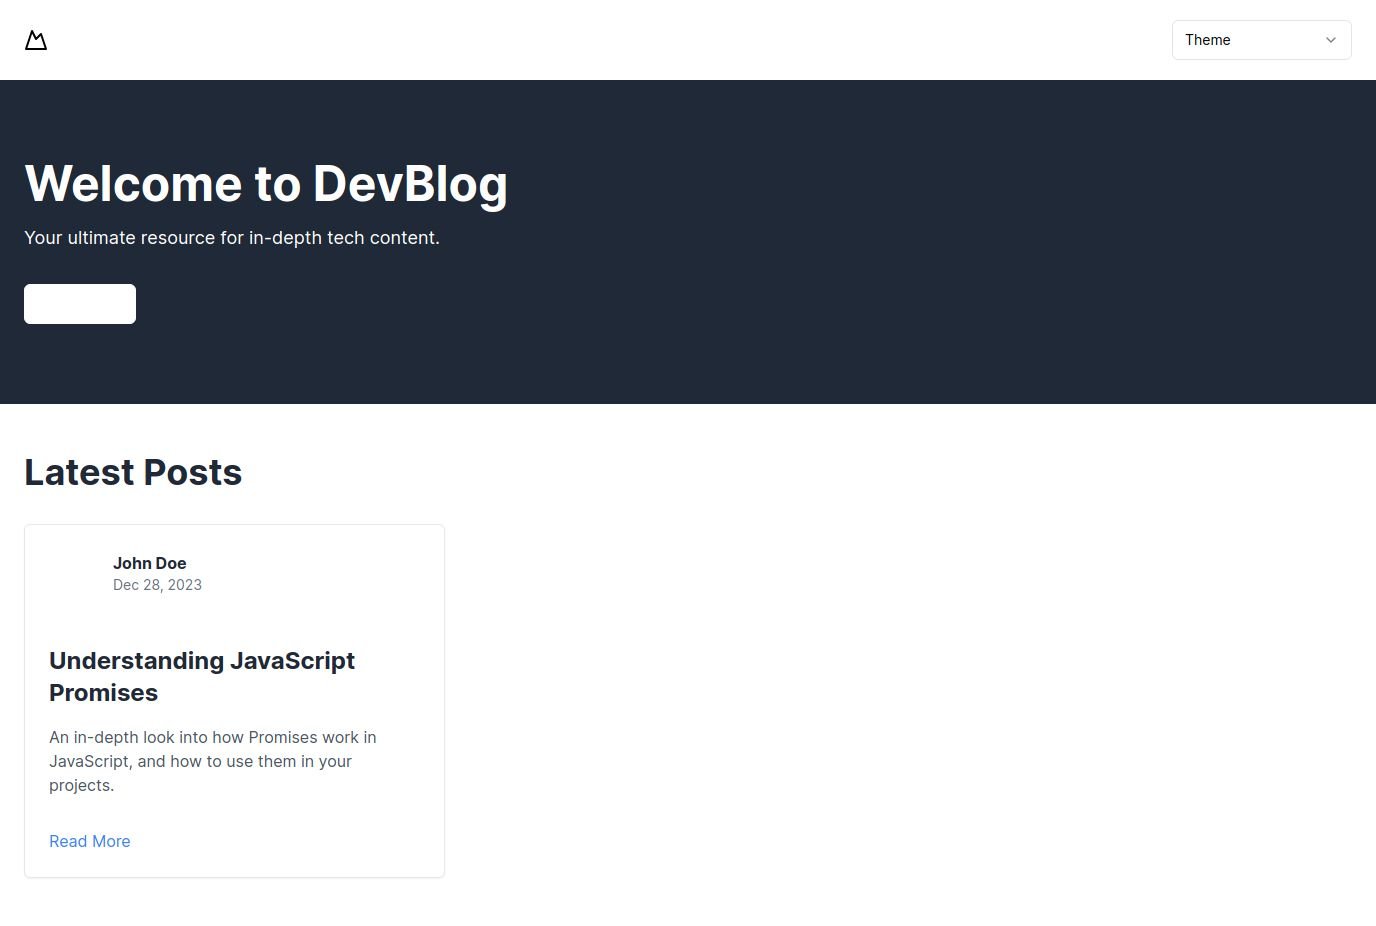 Theme
Welcome to DevBlog
Your ultimate resource for in-depth tech content.
Latest Posts
John Doe
Dec 28, 2023
Understanding JavaScript
Promises
An in-depth look into how Promises work in
JavaScript, and how to use them in your
projects.
Read More